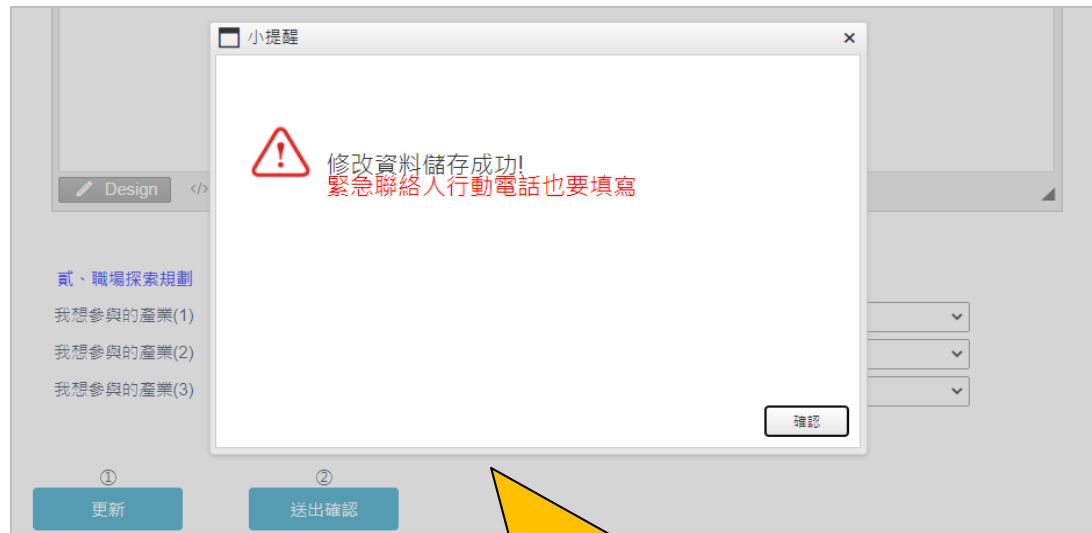 小提醒 ×
修改資料儲存成功!
緊急聯絡人行動電話也要填寫
Design </>
貳、職場探索規劃
我想參與的產業(1)
我想參與的產業(2)
我想參與的產業(3)
確認
① ②
更新 送出確認